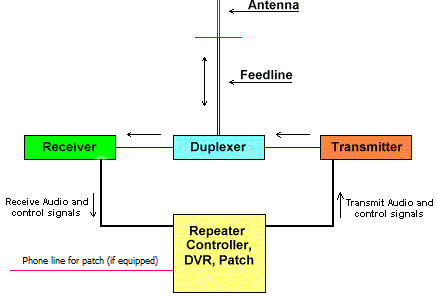 Antenna
Feedline
Receiver
Duplexer
Transmitter
Receive Audio and
control signals
Transmit Audio and
control signals
Repeater
Controller,
DVR, Patch
Phone line for patch (if equipped)